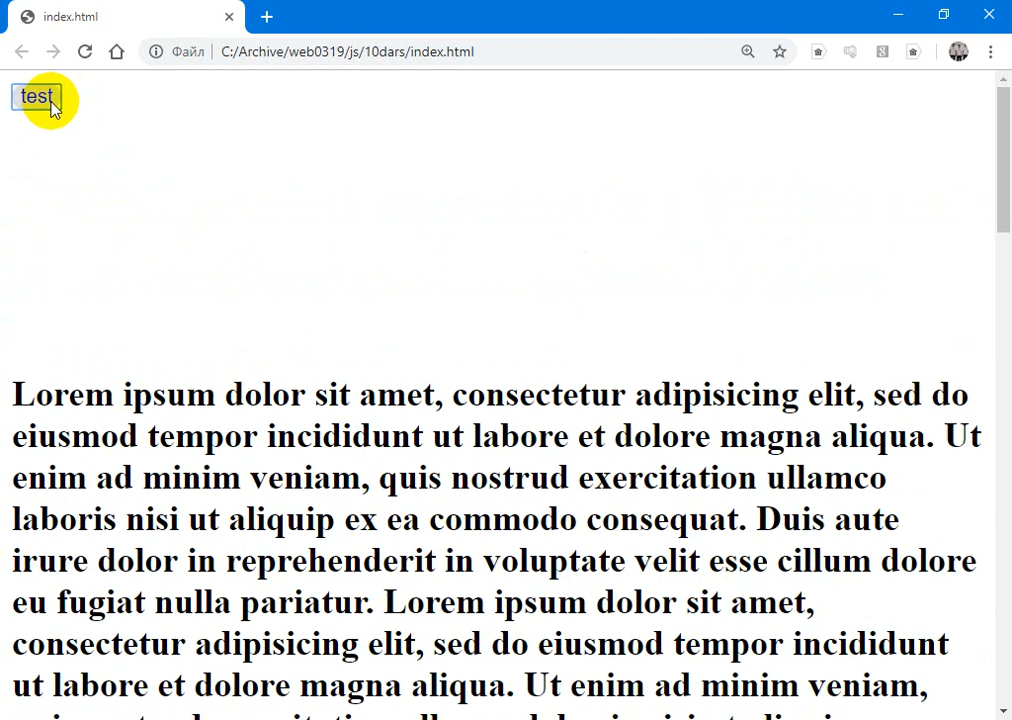 index.html
Файл
C:/Archive/web0319/js/10dars/index.html
test
Lorem ipsum dolor sit amet, consectetur adipisicing elit, sed do
eiusmod tempor incididunt ut labore et dolore magna aliqua. Ut
enim ad minim veniam, quis nostrud exercitation ullamco
laboris nisi ut aliquip ex ea commodo consequat. Duis aute
irure dolor in reprehenderit in voluptate velit esse cillum dolore
eu fugiat nulla pariatur. Lorem ipsum dolor sit amet,
consectetur adipisicing elit, sed do eiusmod tempor incididunt
ut labore et dolore magna aliqua. Ut enim ad minim veniam,